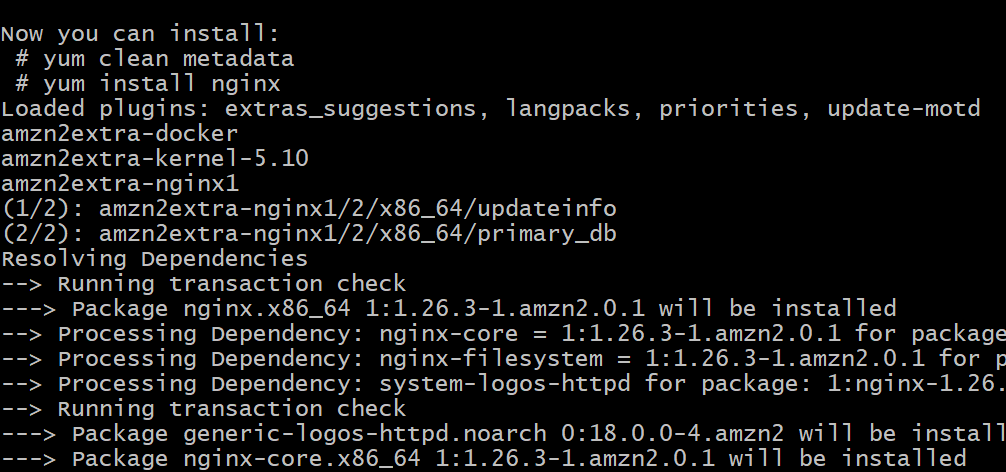 Now you can install:
 # yum clean metadata
 # yum install nginx
Loaded plugins: extras_suggestions, langpacks, priorities, update-motd
amzn2extra-docker
amzn2extra-kernel-5.10
amzn2extra-nginx1
(1/2): amzn2extra-nginx1/2/x86_64/updateinfo
(2/2): amzn2extra-nginx1/2/x86_64/primary_db
Resolving Dependencies
--> Running transaction check
---> Package nginx.x86_64 1:1.26.3-1.amzn2.0.1 will be installed
--> Processing Dependency: nginx-core = 1:1.26.3-1.amzn2.0.1 for package
--> Processing Dependency: nginx-filesystem = 1:1.26.3-1.amzn2.0.1 for p
--> Processing Dependency: system-logos-httpd for package: 1:nginx-1.26.
--> Running transaction check
---> Package generic-logos-httpd.noarch 0:18.0.0-4.amzn2 will be install
---> Package nginx-core.x86_64 1:1.26.3-1.amzn2.0.1 will be installed